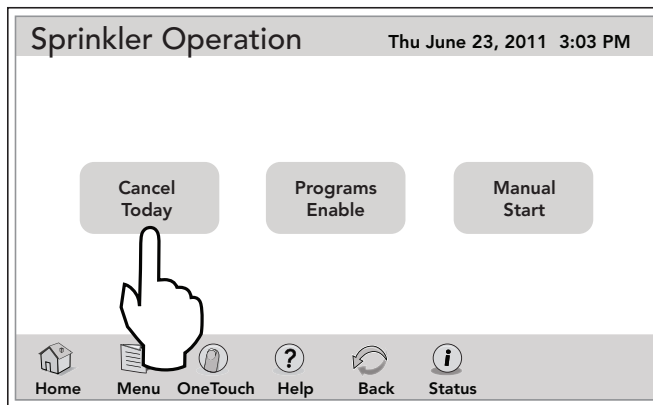 Sprinkler Operation Thu June 23, 2011 3:03 PM
Cancel Today
Programs Enable
Manual Start
? i
Home Menu OneTouch Help Back Status